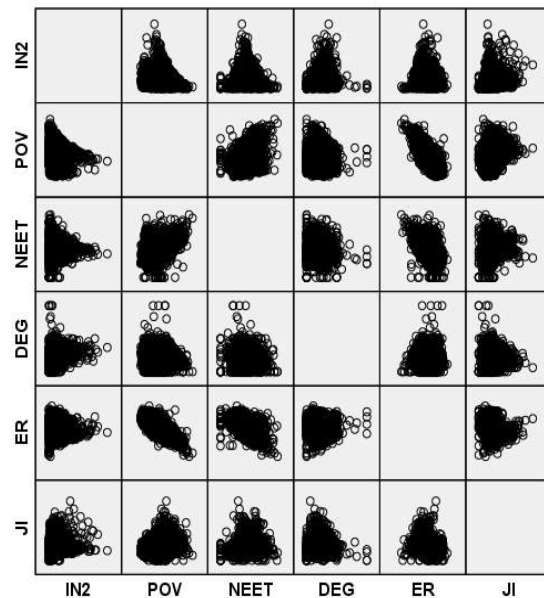 IN2
POV
NEET
DEG
ER
JI
IN2 POV NEET DEG ER JI